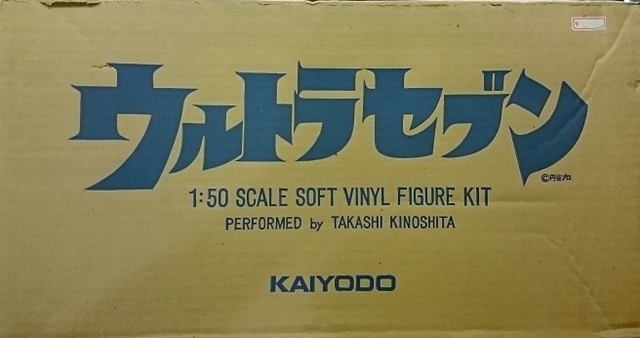 ウルトラセブン
©円谷プロ
1:50 SCALE SOFT VINYL FIGURE KIT
PERFORMED by TAKASHI KINOSHITA
KAIYODO